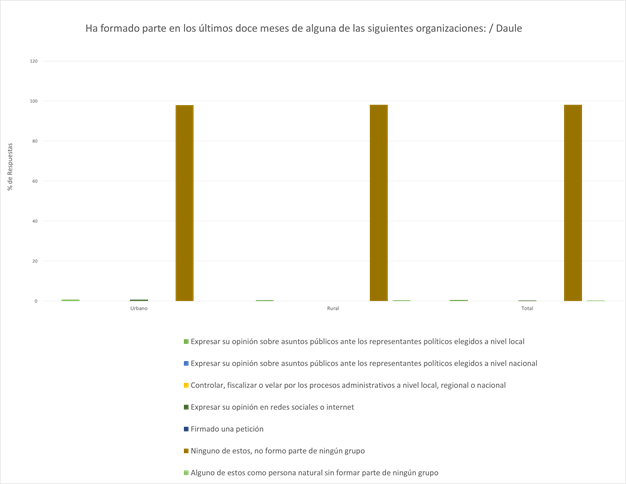 Ha formado parte en los últimos doce meses de alguna de las siguientes organizaciones: / Daule
120
100
80
60
40
20
0
% de Respuestas
Urbano
Rural
Total
Expresar su opinión sobre asuntos públicos ante los representantes políticos elegidos a nivel local
Expresar su opinión sobre asuntos públicos ante los representantes políticos elegidos a nivel nacional
Controlar, fiscalizar o velar por los procesos administrativos a nivel local, regional o nacional
Expresar su opinión en redes sociales o internet
Firmado una petición
Ninguno de estos, no formo parte de ningún grupo
Alguno de estos como persona natural sin formar parte de ningún grupo